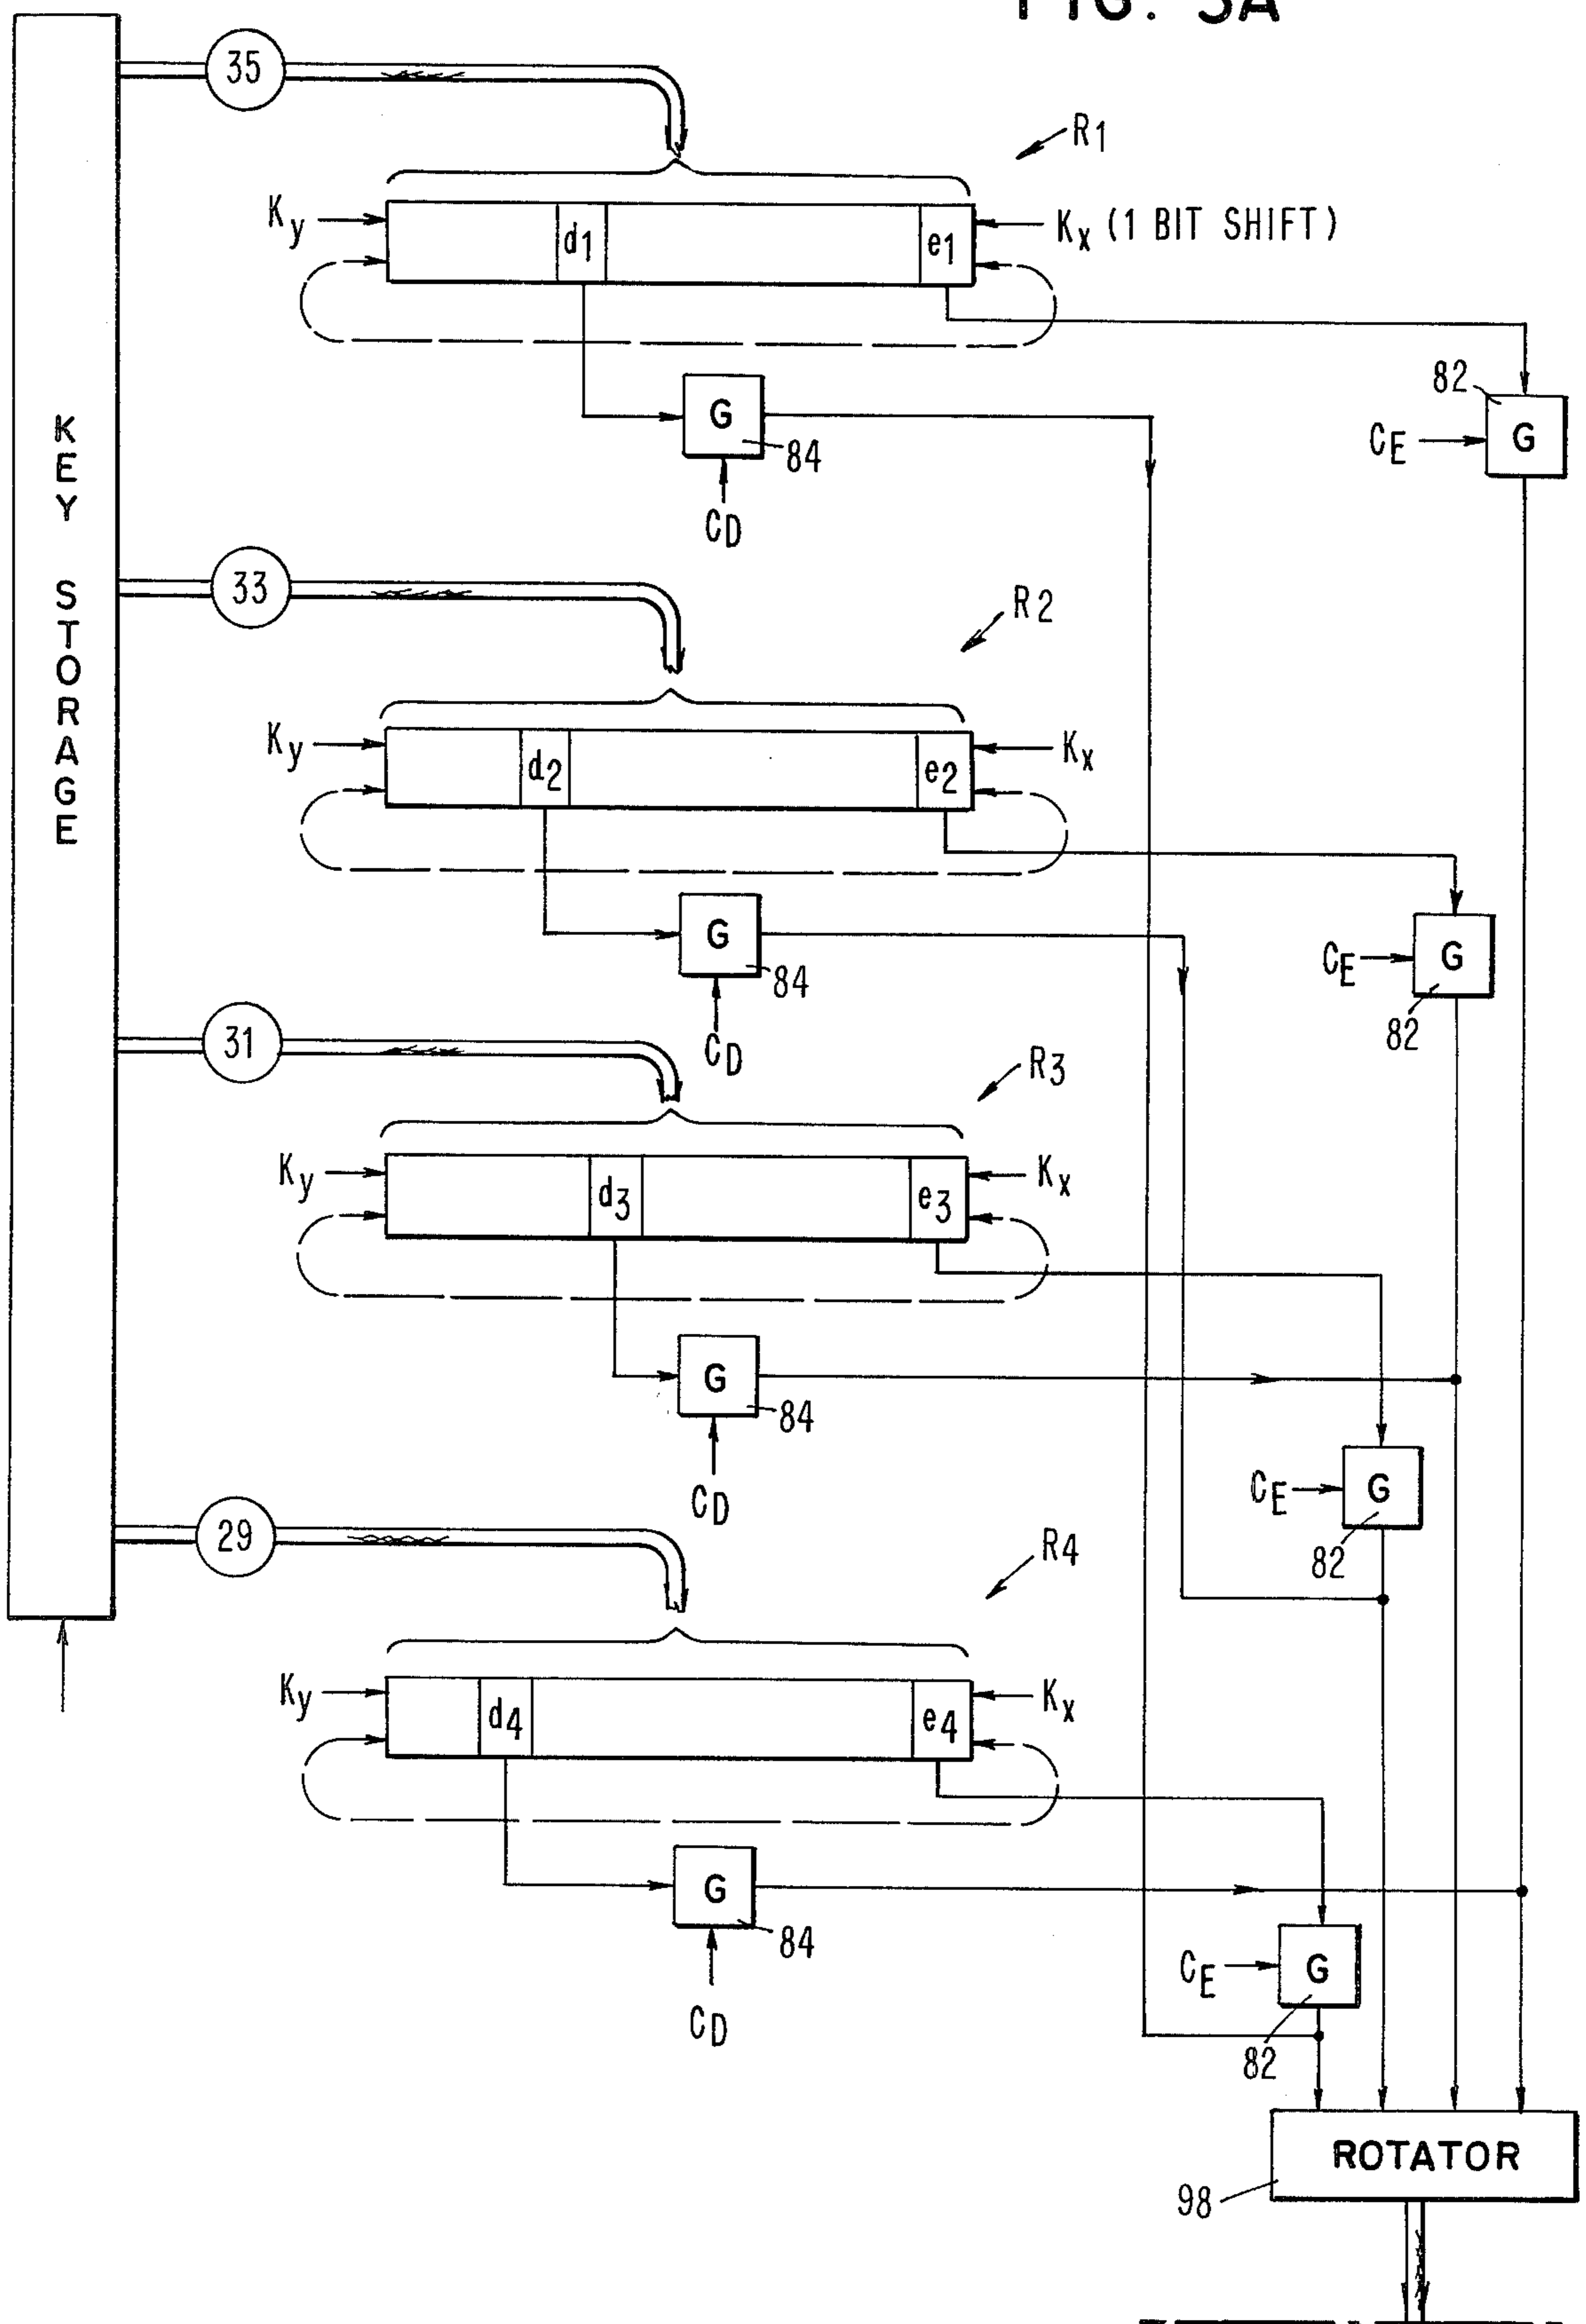 FIG. 3A
35
R1
Ky
d1
e1
Kx (1 BIT SHIFT)
82
G
84
CE
G
CD
KEY STORAGE
33
R2
Ky
d2
e2
Kx
G
84
CE
G
82
CD
31
R3
Ky
d3
e3
Kx
G
84
CE
G
82
CD
29
R4
Ky
d4
e4
Kx
G
84
CE
G
82
CD
ROTATOR
98